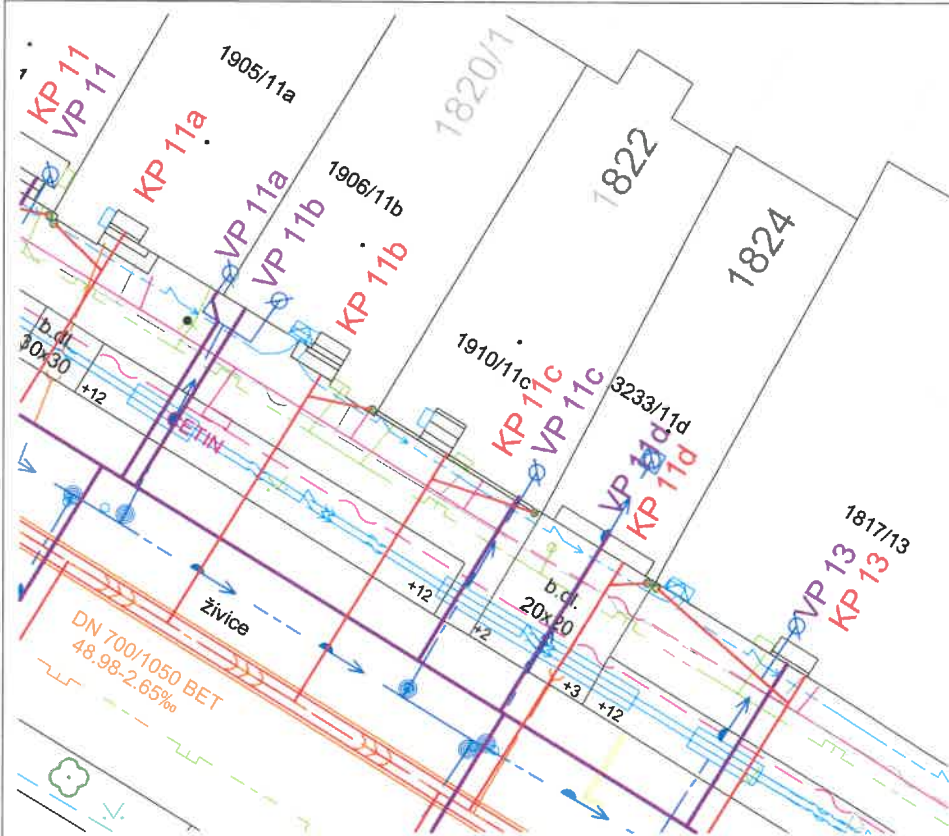 KP 11
VP 11
1905/11a
KP 11a
1820/1
VP 11a
VP 11b
1906/11b
KP 11b
1822
1824
1910/11c
KP 11c
VP 11c
3233/11d
VP 11d
KP 11d
1817/13
VP 13
KP 13
b.dl.
30x30
+12
živice
DN 700/1050 BET
48.98-2.65‰
+12
+2
b.dl.
20x20
+3
+12